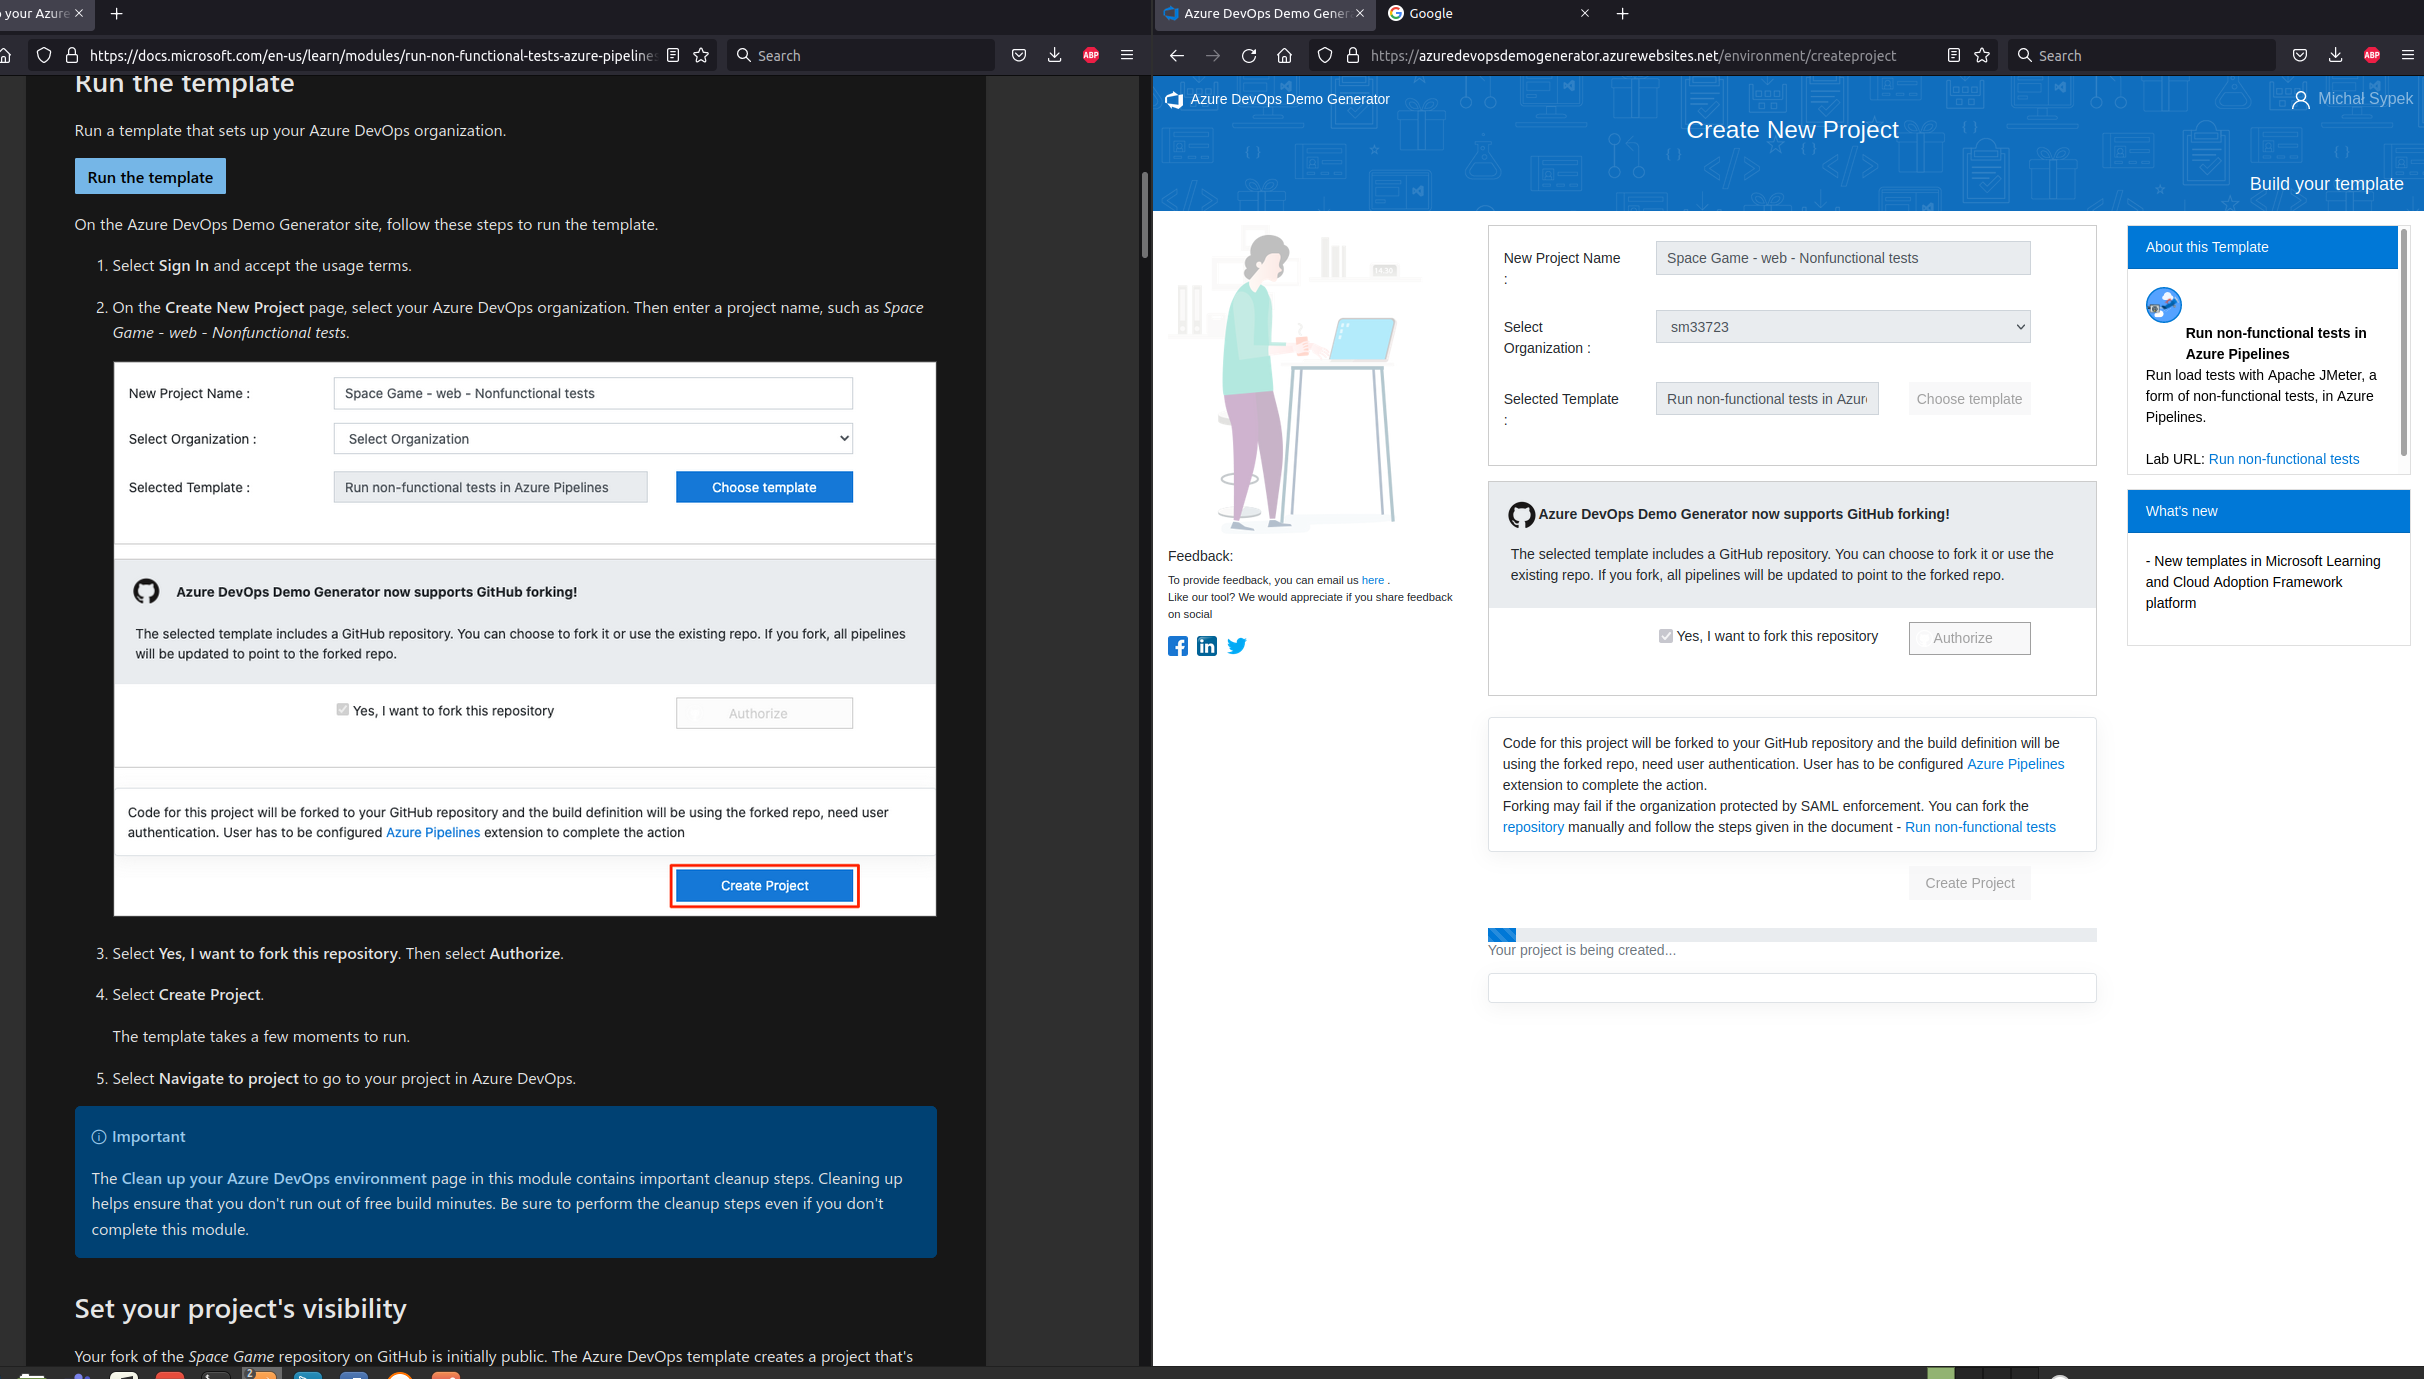 your Azure
https://docs.microsoft.com/en-us/learn/modules/run-non-functional-tests-azure-pipelines
Search
ABP
Run the template
Run a template that sets up your Azure DevOps organization.
Run the template
On the Azure DevOps Demo Generator site, follow these steps to run the template.
1. Select Sign In and accept the usage terms.
2. On the Create New Project page, select your Azure DevOps organization. Then enter a project name, such as Space
Game - web - Nonfunctional tests.
New Project Name :
Space Game - web - Nonfunctional tests
Select Organization :
Select Organization
Selected Template :
Run non-functional tests in Azure Pipelines
Choose template
Azure DevOps Demo Generator now supports GitHub forking!
The selected template includes a GitHub repository. You can choose to fork it or use the existing repo. If you fork, all pipelines
will be updated to point to the forked repo.
Yes, I want to fork this repository
Authorize
Code for this project will be forked to your GitHub repository and the build definition will be using the forked repo, need user
authentication. User has to be configured Azure Pipelines extension to complete the action
Create Project
3. Select Yes, I want to fork this repository. Then select Authorize.
4. Select Create Project.
The template takes a few moments to run.
5. Select Navigate to project to go to your project in Azure DevOps.
Important
The Clean up your Azure DevOps environment page in this module contains important cleanup steps. Cleaning up
helps ensure that you don't run out of free build minutes. Be sure to perform the cleanup steps even if you don't
complete this module.
Set your project's visibility
Your fork of the Space Game repository on GitHub is initially public. The Azure DevOps template creates a project that's
2
Azure DevOps Demo Gener
Google
https://azuredevopsdemogenerator.azurewebsites.net/environment/createproject
Search
ABP
Azure DevOps Demo Generator
Michał Sypek
Create New Project
Build your template
New Project Name
:
Space Game - web - Nonfunctional tests
Select
Organization :
sm33723
Selected Template
:
Run non-functional tests in Azur
Choose template
Azure DevOps Demo Generator now supports GitHub forking!
The selected template includes a GitHub repository. You can choose to fork it or use the
existing repo. If you fork, all pipelines will be updated to point to the forked repo.
Yes, I want to fork this repository
Authorize
Code for this project will be forked to your GitHub repository and the build definition will be
using the forked repo, need user authentication. User has to be configured Azure Pipelines
extension to complete the action.
Forking may fail if the organization protected by SAML enforcement. You can fork the
repository manually and follow the steps given in the document - Run non-functional tests
Create Project
Your project is being created...
Feedback:
To provide feedback, you can email us here .
Like our tool? We would appreciate if you share feedback
on social
About this Template
Run non-functional tests in
Azure Pipelines
Run load tests with Apache JMeter, a
form of non-functional tests, in Azure
Pipelines.
Lab URL: Run non-functional tests
What's new
- New templates in Microsoft Learning
and Cloud Adoption Framework
platform